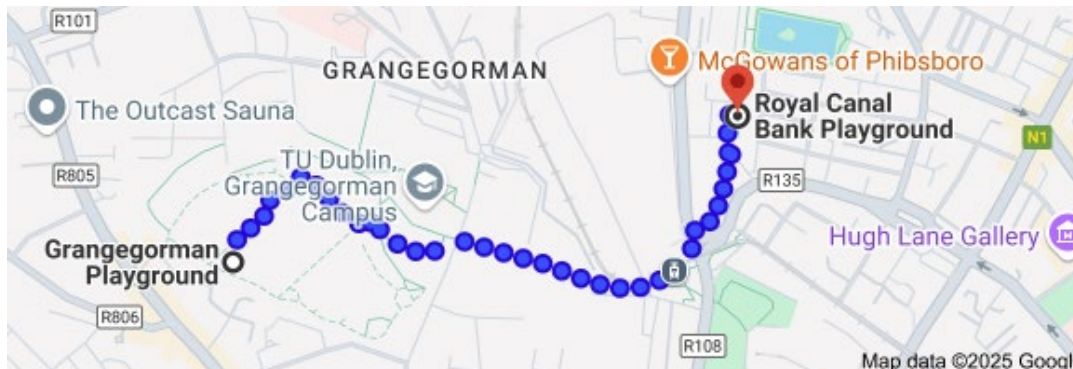 R101
GRANGEGORMAN
McGowans of Phibsboro
The Outcast Sauna
Royal Canal
Bank Playground
N1
R805
TU Dublin,
Grangegorman
Campus
R135
Grangegorman
Playground
Hugh Lane Gallery
R806
R108
Map data ©2025 Googl